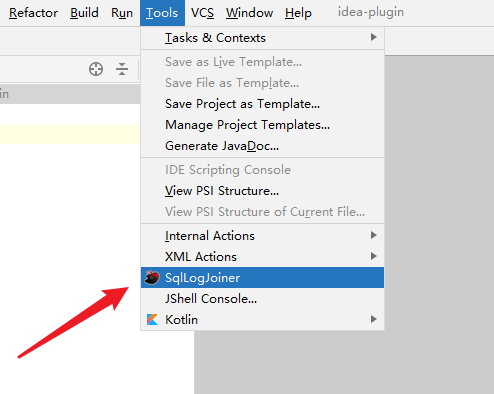 Refactor Build Run Tools VCS Window Help idea-plugin
Tasks & Contexts
Save as Live Template...
Save File as Template...
Save Project as Template...
Manage Project Templates...
Generate JavaDoc...
IDE Scripting Console
View PSI Structure...
View PSI Structure of Current File...
Internal Actions
XML Actions
SqlLogJoiner
JShell Console...
Kotlin